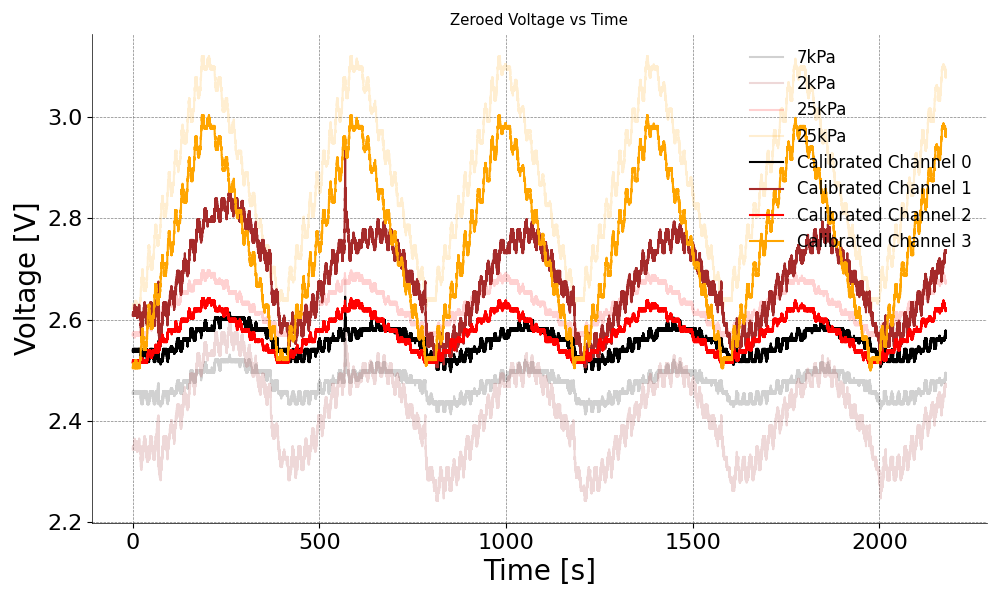 Zeroed Voltage vs Time
7kPa
2kPa
25kPa
25kPa
Calibrated Channel 0
Calibrated Channel 1
Calibrated Channel 2
Calibrated Channel 3
3.0
2.8
2.6
2.4
2.2
Voltage [V]
0 500 1000 1500 2000
Time [s]